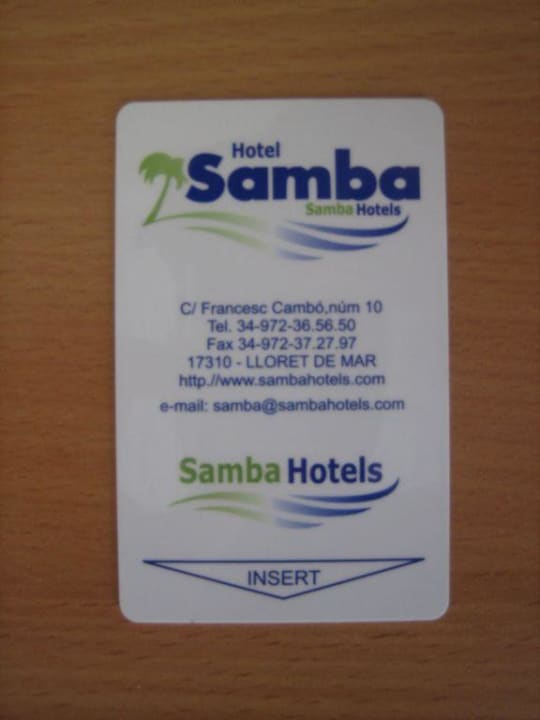 Hotel
Samba
Samba Hotels
C/ Francesc Cambó,núm 10
Tel. 34-972-36.56.50
Fax 34-972-37.27.97
17310 - LLORET DE MAR
http.//www.sambahotels.com
e-mail: samba@sambahotels.com
Samba Hotels
INSERT